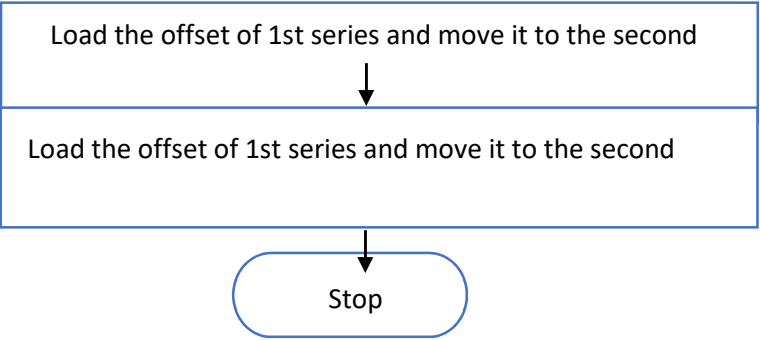 Load the offset of 1st series and move it to the second
Load the offset of 1st series and move it to the second
Stop